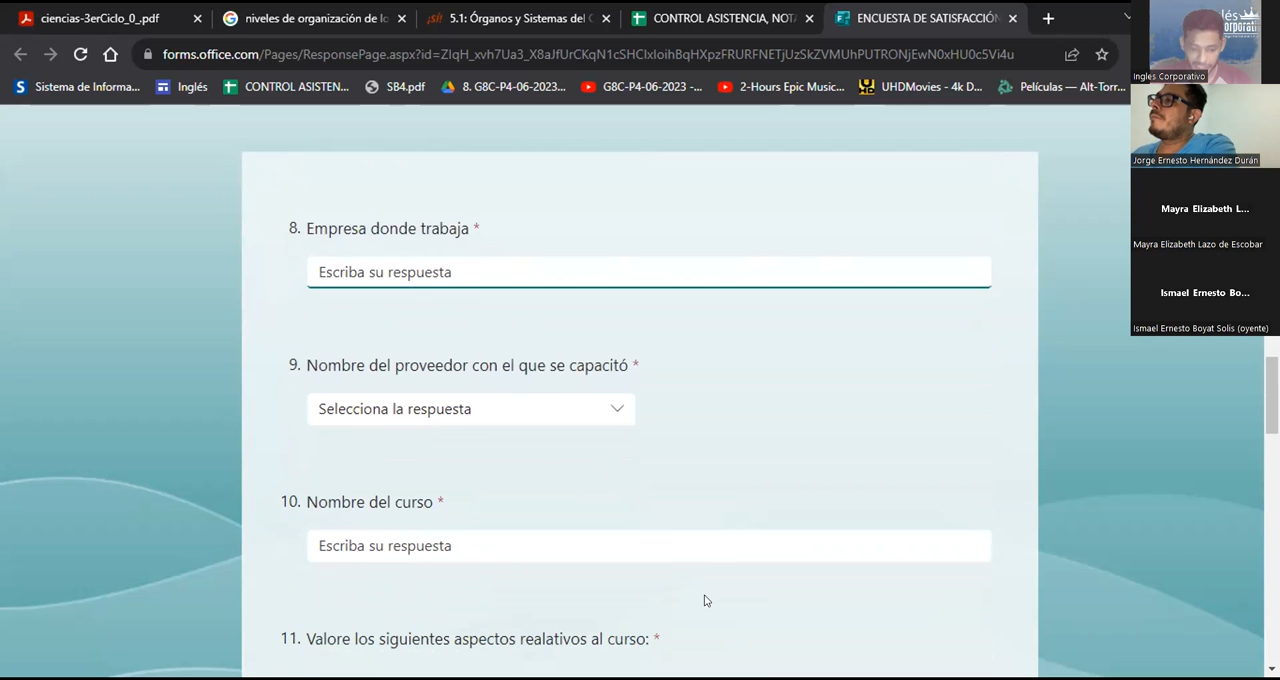 ciencias-3erCiclo_0_.pdf
niveles de organización de lo
5.1: Órganos y Sistemas del C
CONTROL ASISTENCIA, NOTA
ENCUESTA DE SATISFACCIÓN
forms.office.com/Pages/ResponsePage.aspx?id=ZIqH_xvh7Ua3_X8aJfUrCKqN1cSHCIxIoihBqHXpzFRURFNETjUzSkZVMUhPUTRONjEwN0xHU0c5Vi4u
Sistema de Informa...
Inglés
CONTROL ASISTEN...
SB4.pdf
8. G8C-P4-06-2023...
G8C-P4-06-2023 -...
2-Hours Epic Music...
UHDMovies - 4k D...
Películas — Alt-Torr...
Ingles Corporativo
Jorge Ernesto Hernández Durán
Mayra Elizabeth L...
Mayra Elizabeth Lazo de Escobar
Ismael Ernesto Bo...
Ismael Ernesto Boyat Solis (oyente)
8. Empresa donde trabaja *
Escriba su respuesta
9. Nombre del proveedor con el que se capacitó *
Selecciona la respuesta
10. Nombre del curso *
Escriba su respuesta
11. Valore los siguientes aspectos realativos al curso: *